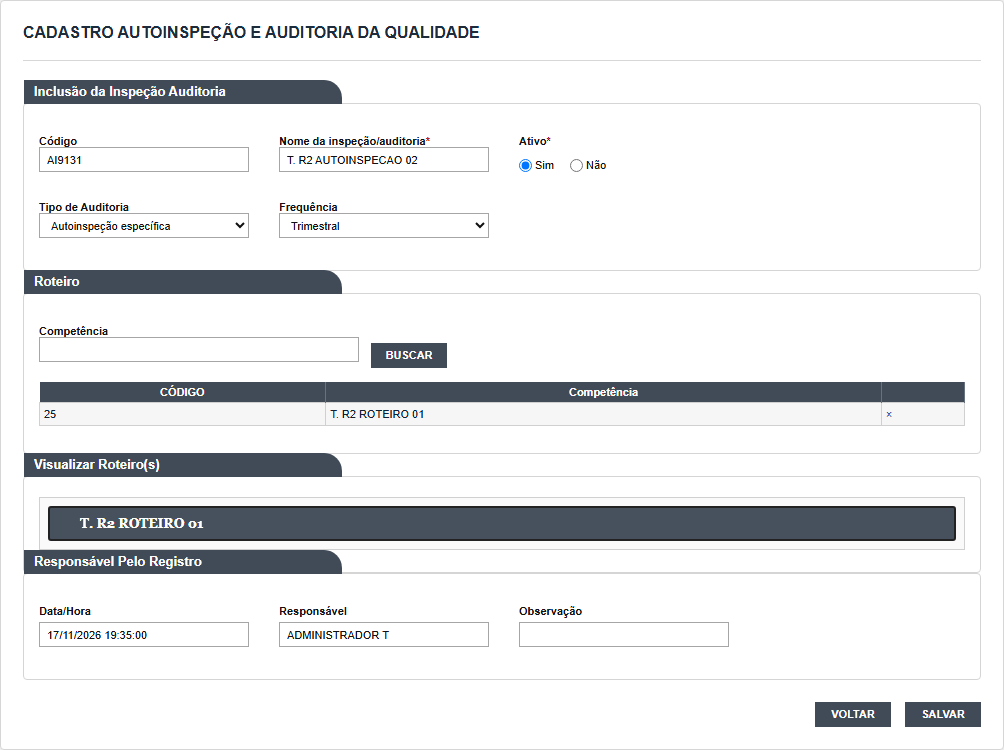 CADASTRO AUTOINSPEÇÃO E AUDITORIA DA QUALIDADE
Inclusão da Inspeção Auditoria
Código Nome da inspeção/auditoria* Ativo*
AI9131 T. R2 AUTOINSPECAO 02 Sim Não
Tipo de Auditoria Frequência
Autoinspeção específica Trimestral
Roteiro
Competência
BUSCAR
CÓDIGO Competência
25 T. R2 ROTEIRO 01 ×
Visualizar Roteiro(s)
T. R2 ROTEIRO 01
Responsável Pelo Registro
Data/Hora Responsável Observação
17/11/2026 19:35:00 ADMINISTRADOR T
VOLTAR SALVAR